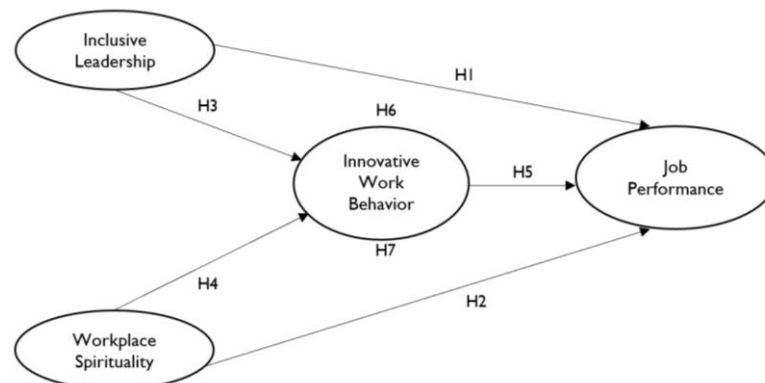 Inclusive
Leadership
H1
H3
H6
Innovative
Work
Behavior
H5
Job
Performance
H7
H4
H2
Workplace
Spirituality